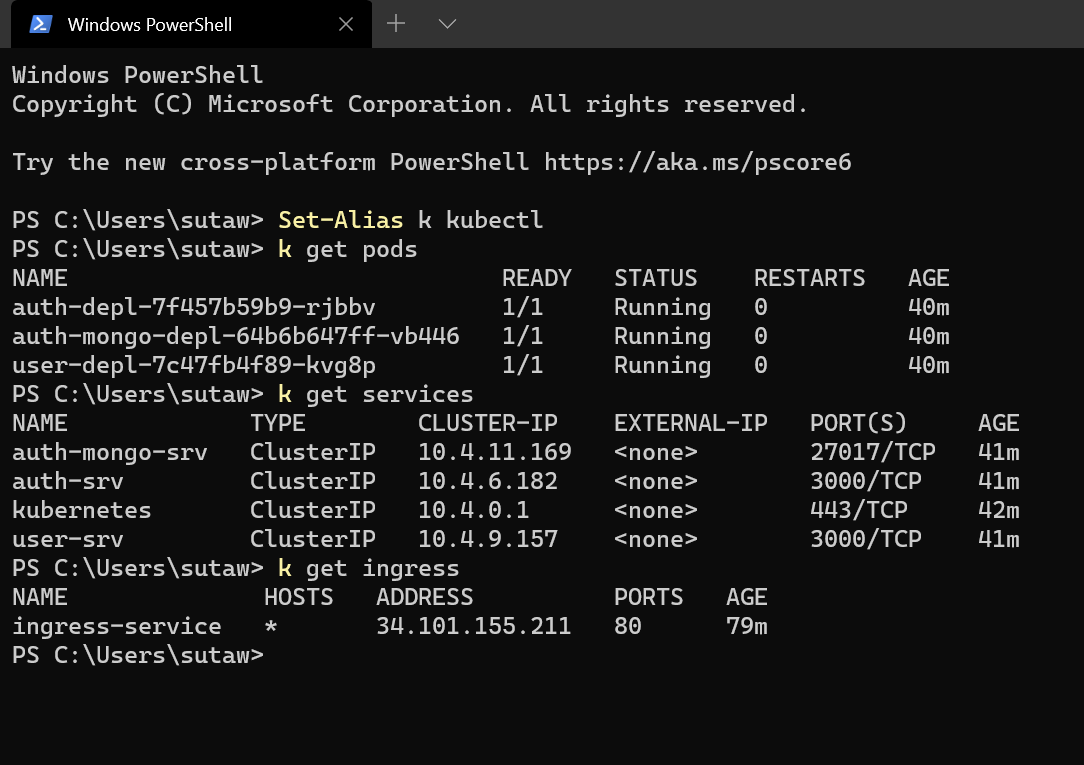 Windows PowerShell
Windows PowerShell
Copyright (C) Microsoft Corporation. All rights reserved.
Try the new cross-platform PowerShell https://aka.ms/pscore6
PS C:\Users\sutaw> Set-Alias k kubectl
PS C:\Users\sutaw> k get pods
NAME                               READY   STATUS    RESTARTS   AGE
auth-depl-7f457b59b9-rjbbv         1/1     Running   0          40m
auth-mongo-depl-64b6b647ff-vb446   1/1     Running   0          40m
user-depl-7c47fb4f89-kvg8p         1/1     Running   0          40m
PS C:\Users\sutaw> k get services
NAME             TYPE        CLUSTER-IP    EXTERNAL-IP   PORT(S)     AGE
auth-mongo-srv   ClusterIP   10.4.11.169   <none>        27017/TCP   41m
auth-srv         ClusterIP   10.4.6.182    <none>        3000/TCP    41m
kubernetes       ClusterIP   10.4.0.1      <none>        443/TCP     42m
user-srv         ClusterIP   10.4.9.157    <none>        3000/TCP    41m
PS C:\Users\sutaw> k get ingress
NAME              HOSTS   ADDRESS          PORTS   AGE
ingress-service   *       34.101.155.211   80      79m
PS C:\Users\sutaw>